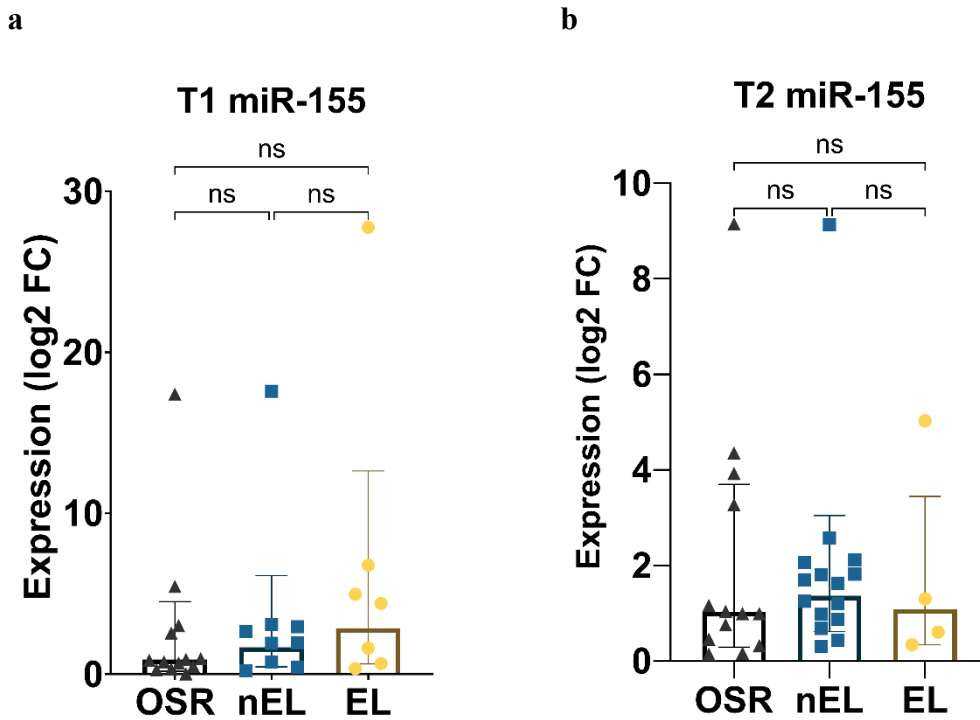 a
T1 miR-155
ns
ns
ns
30
20
10
0
Expression (log2 FC)
OSR
nEL
EL
b
T2 miR-155
ns
ns
ns
10
8
6
4
2
0
Expression (log2 FC)
OSR
nEL
EL